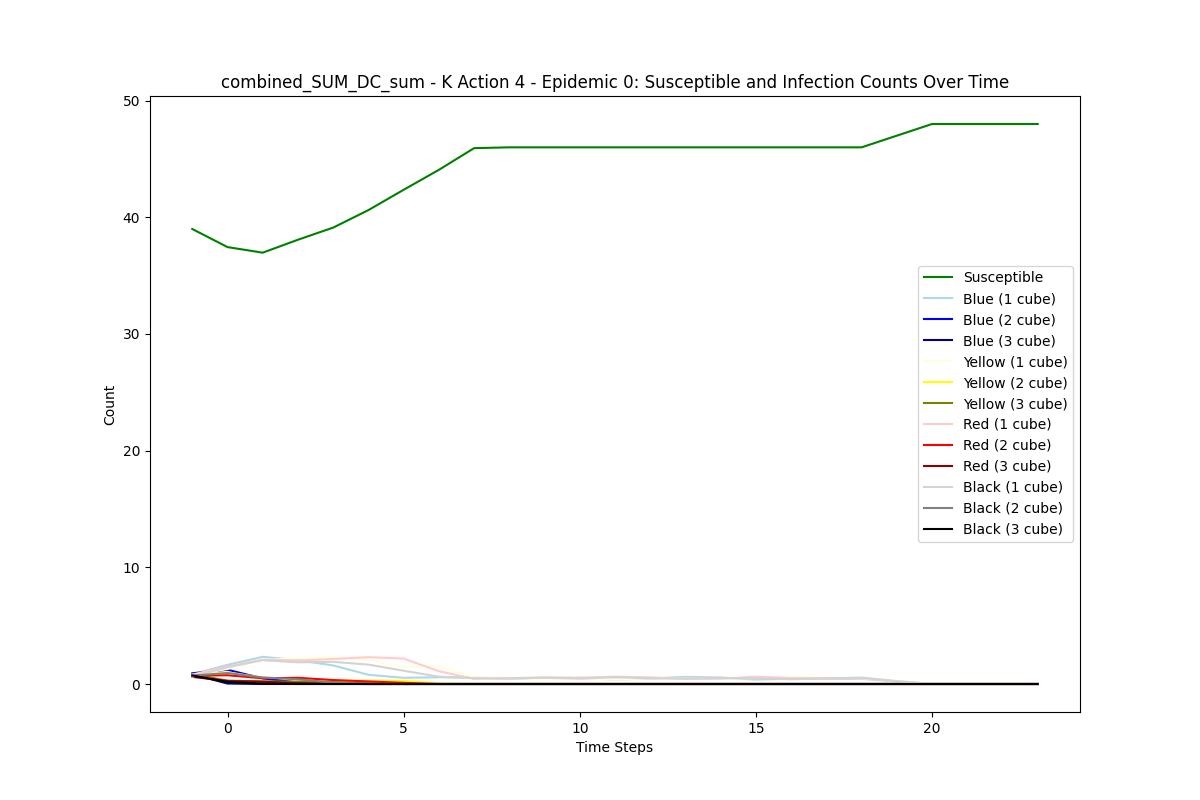 combined_SUM_DC_sum - K Action 4 - Epidemic 0: Susceptible and Infection Counts Over Time
50
40
30
20
10
0
Count
Susceptible
Blue (1 cube)
Blue (2 cube)
Blue (3 cube)
Yellow (1 cube)
Yellow (2 cube)
Yellow (3 cube)
Red (1 cube)
Red (2 cube)
Red (3 cube)
Black (1 cube)
Black (2 cube)
Black (3 cube)
0 5 10 15 20
Time Steps